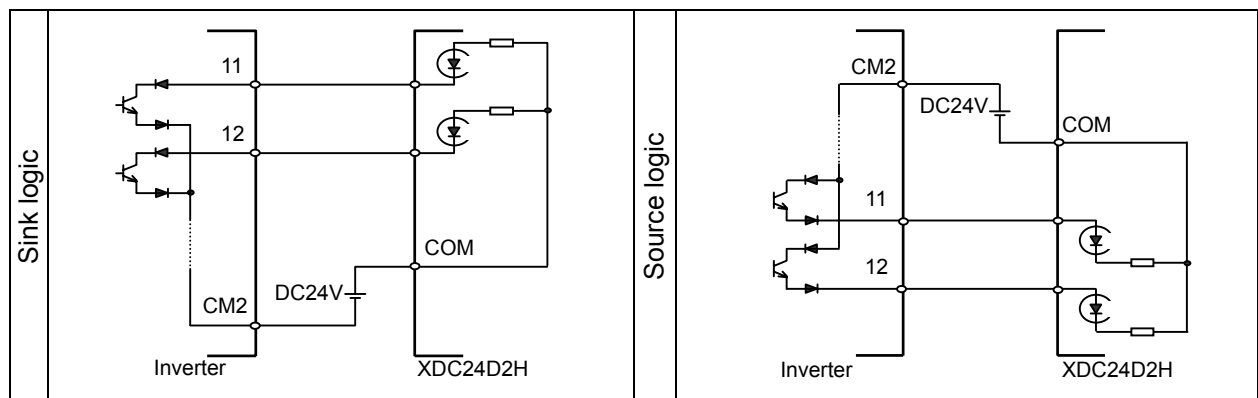 Sink logic
11
12
COM
DC24V
CM2
Inverter
XDC24D2H
Source logic
CM2
DC24V
COM
11
12
Inverter
XDC24D2H